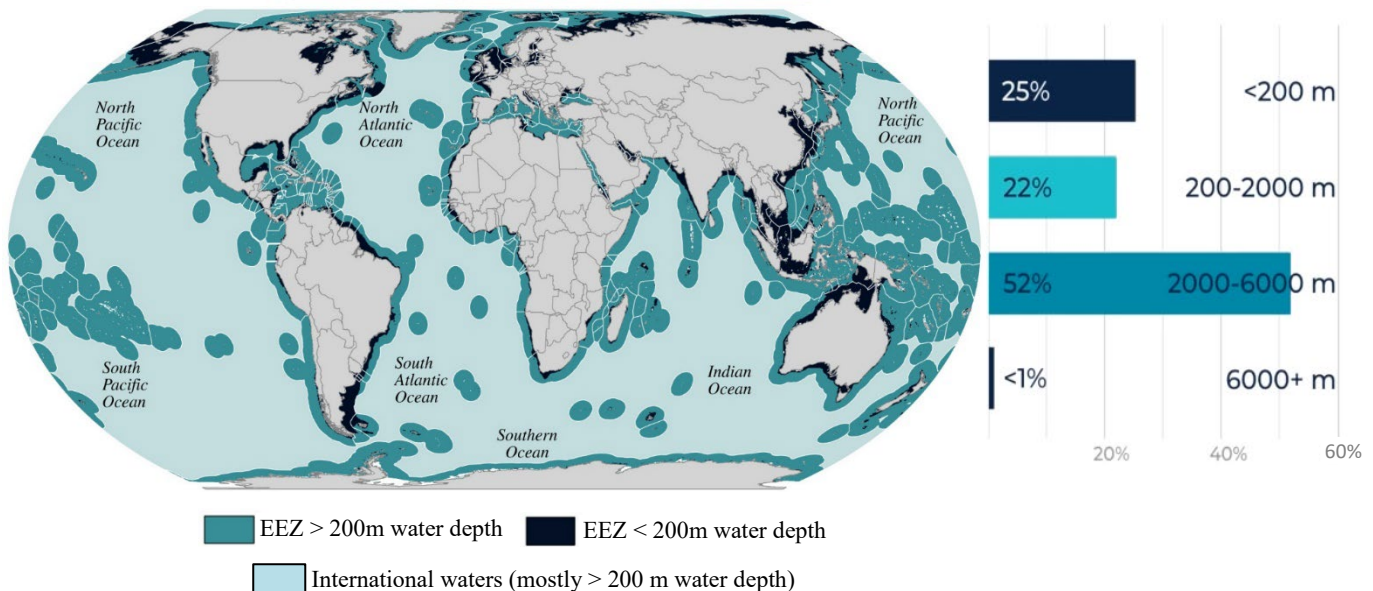 North
Pacific
Ocean
North
Atlantic
Ocean
North
Pacific
Ocean
South
Pacific
Ocean
South
Atlantic
Ocean
Indian
Ocean
Southern
Ocean
25% <200 m
22% 200-2000 m
52% 2000-6000 m
<1% 6000+ m
20% 40% 60%
EEZ > 200m water depth EEZ < 200m water depth
International waters (mostly > 200 m water depth)